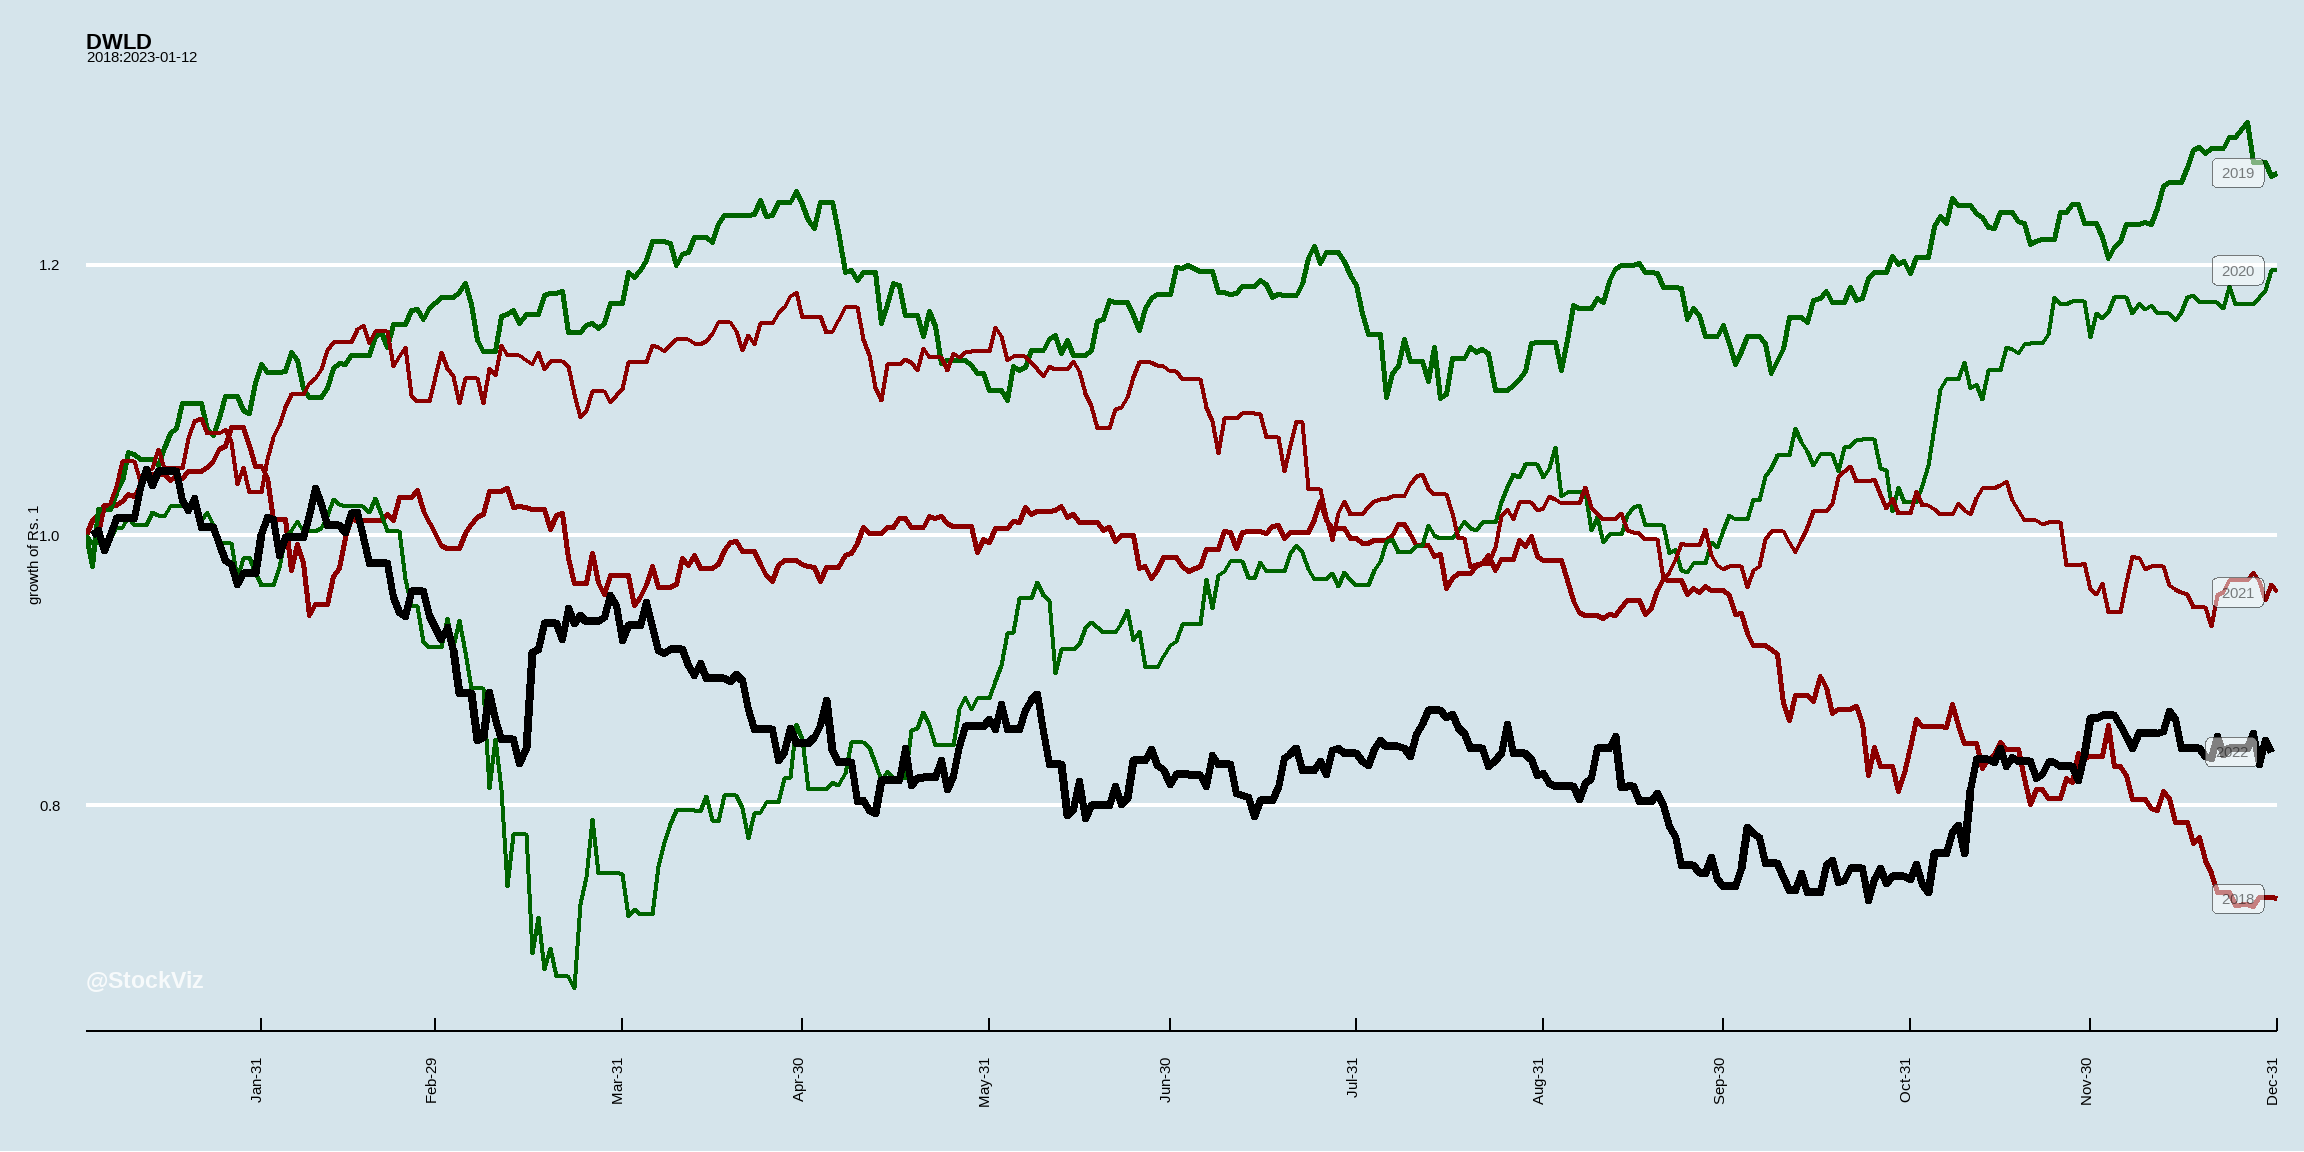 DWLD
2018:2023-01-12
growth of Rs. 1
1.2
1.0
0.8
2019
2020
2021
2022
2018
@StockViz
Jan-31
Feb-29
Mar-31
Apr-30
May-31
Jun-30
Jul-31
Aug-31
Sep-30
Oct-31
Nov-30
Dec-31